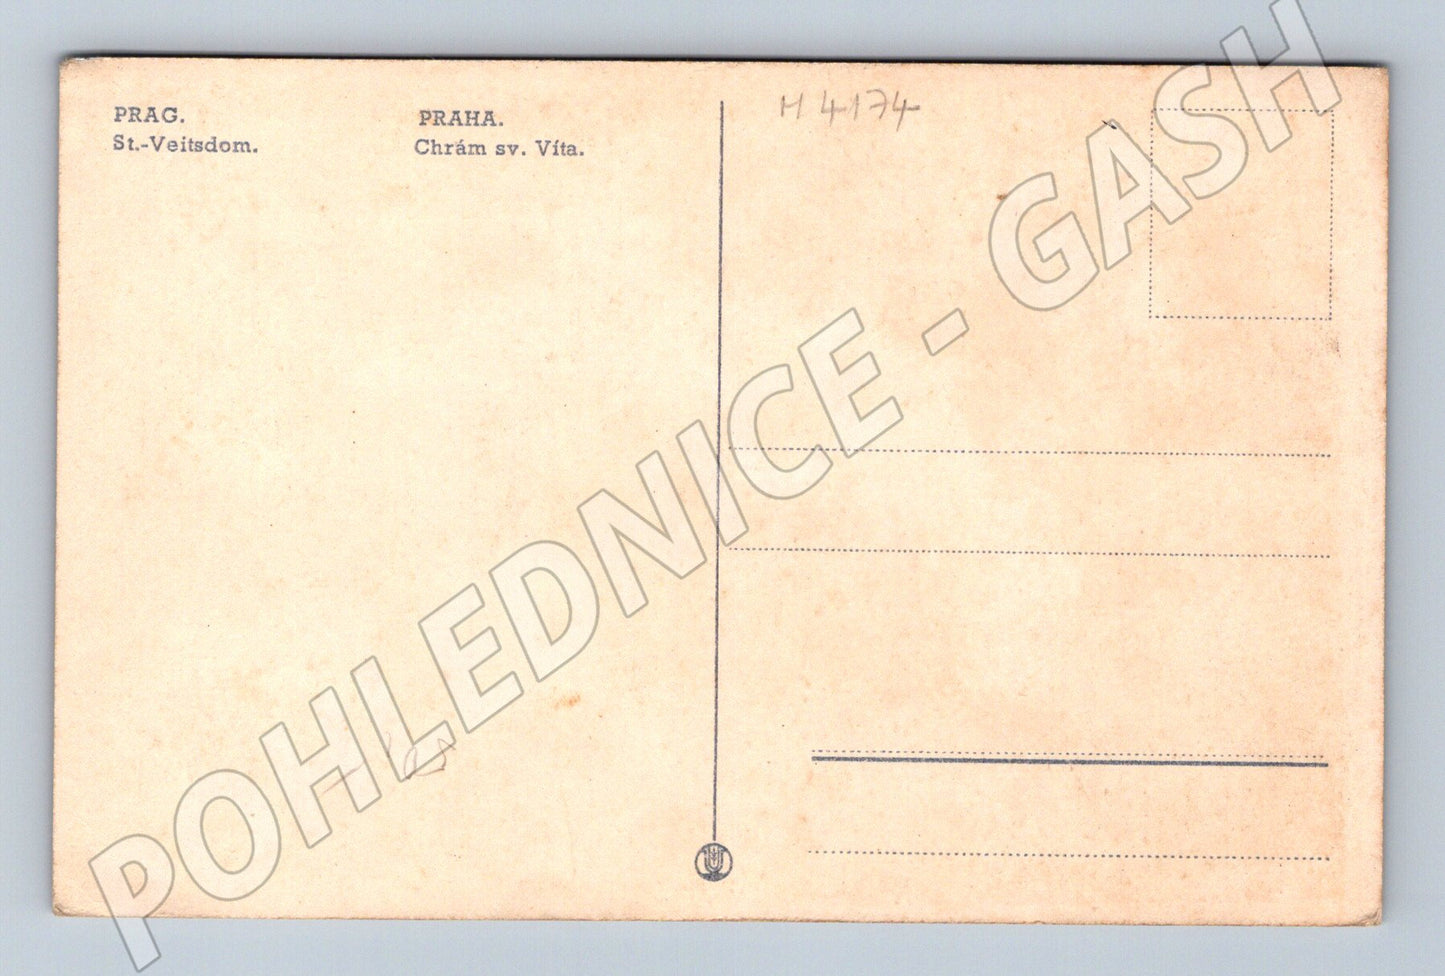 PRAG.
St.-Veitsdom.
PRAHA.
Chrám sv. Víta.
H 4174
POHLEDNICE - GASH